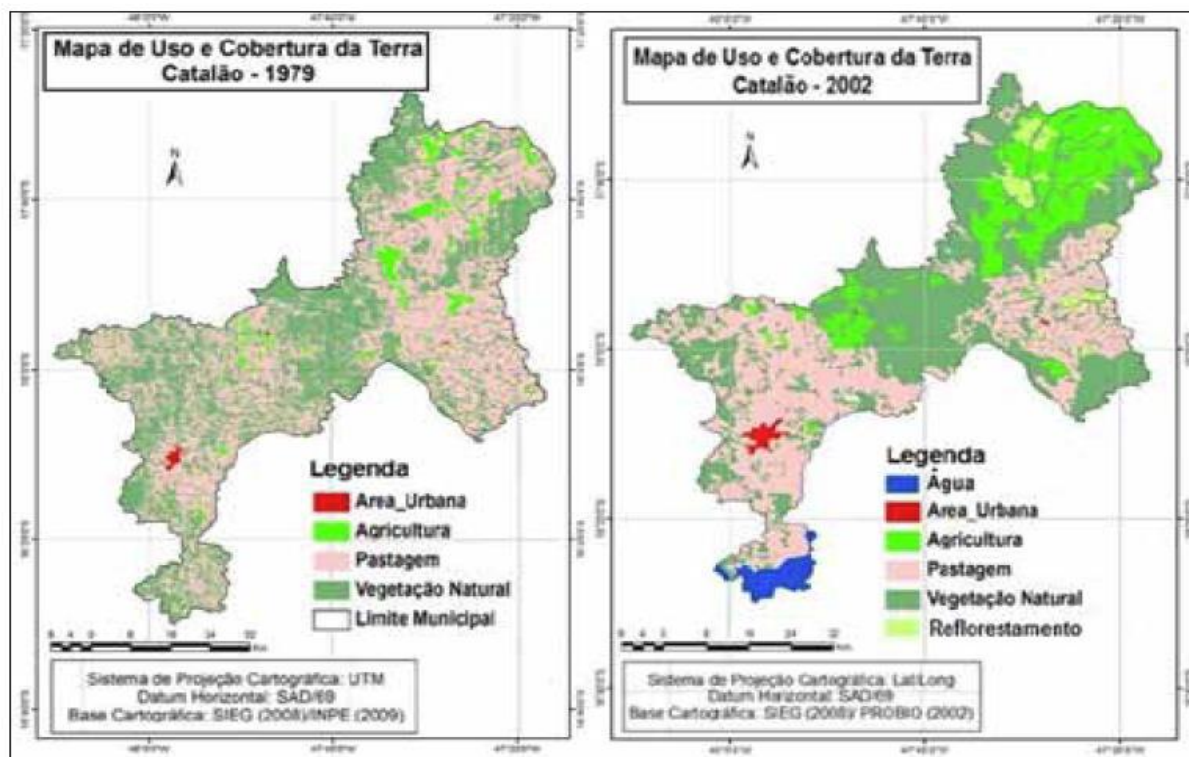 Mapa de Uso e Cobertura da Terra
Catalão - 1979
N
Legenda
Area_Urbana
Agricultura
Pastagem
Vegetação Natural
Limite Municipal
Sistema de Projeção Cartográfica: UTM
Datum Horizontal: SAD/69
Base Cartográfica: SIEG (2008)/INPE (2009)
Mapa de Uso e Cobertura da Terra
Catalão - 2002
N
Legenda
Água
Area_Urbana
Agricultura
Pastagem
Vegetação Natural
Reflorestamento
Sistema de Projeção Cartográfica: Lat/Long
Datum Horizontal: SAD/69
Base Cartográfica: SIEG (2008)/ PROBIO (2002)